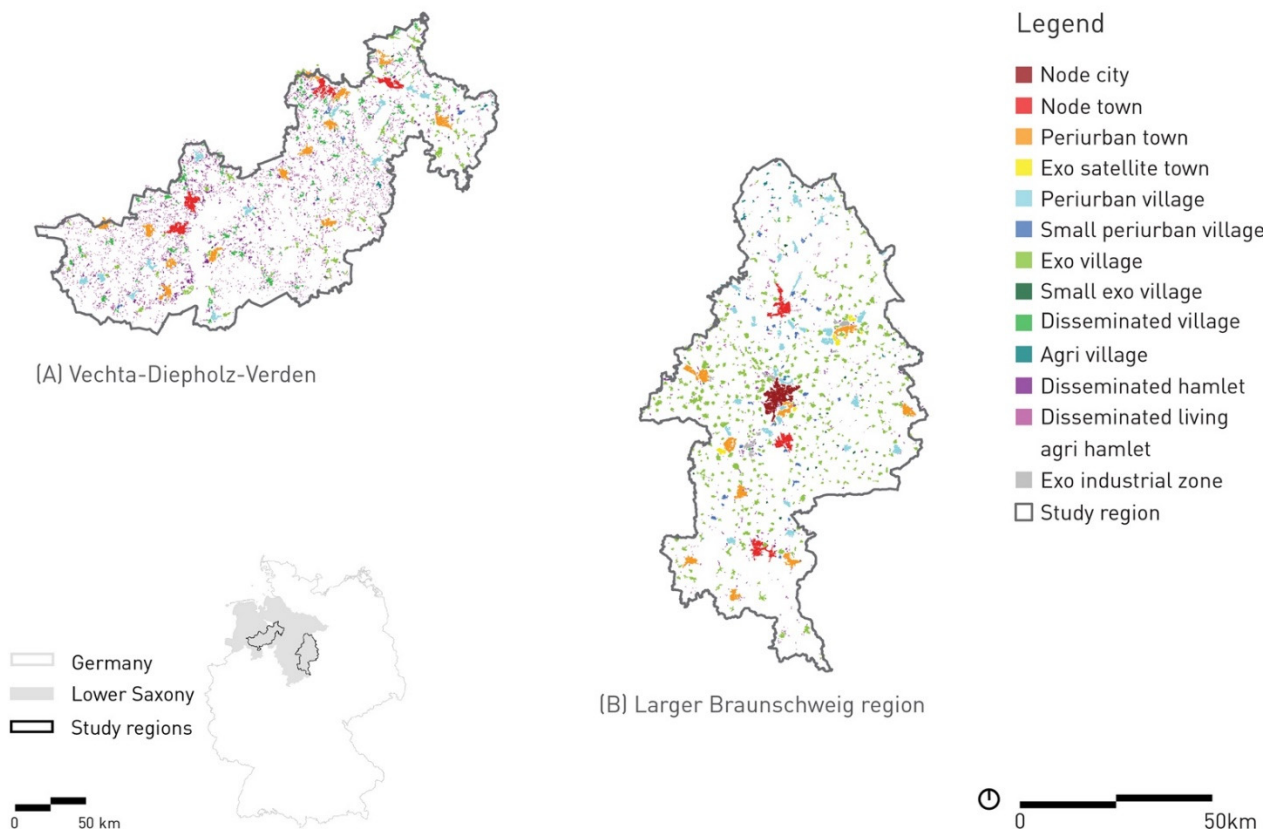 Legend
Node city
Node town
Periurban town
Exo satellite town
Periurban village
Small periurban village
Exo village
Small exo village
Disseminated village
Agri village
Disseminated hamlet
Disseminated living
agri hamlet
Exo industrial zone
Study region
(A) Vechta-Diepholz-Verden
(B) Larger Braunschweig region
Germany
Lower Saxony
Study regions
0 50 km
0 50km